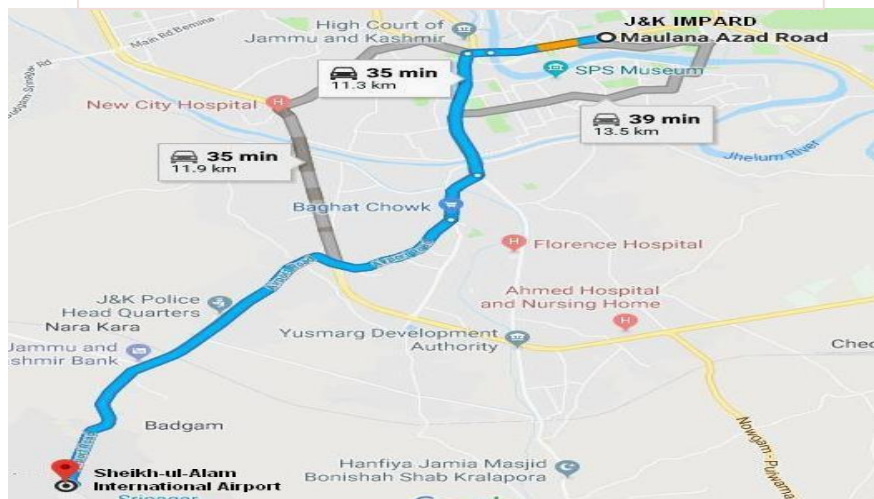 J&K IMPARD
Maulana Azad Road
High Court of
Jammu and Kashmir
Main Rd Bemina
SPS Museum
35 min
11.3 km
New City Hospital
39 min
13.5 km
Jhelum River
35 min
11.9 km
Baghat Chowk
Florence Hospital
Airport Road
J&K Police
Head Quarters
Nara Kara
Ahmed Hospital
and Nursing Home
Yusmarg Development
Authority
Jammu and
shmir Bank
Chec
Badgam
Nowgam - Pulwama
Hanfiya Jamia Masjid
Bonishah Shab Kralapora
Sheikh-ul-Alam
International Airport
Srinagar